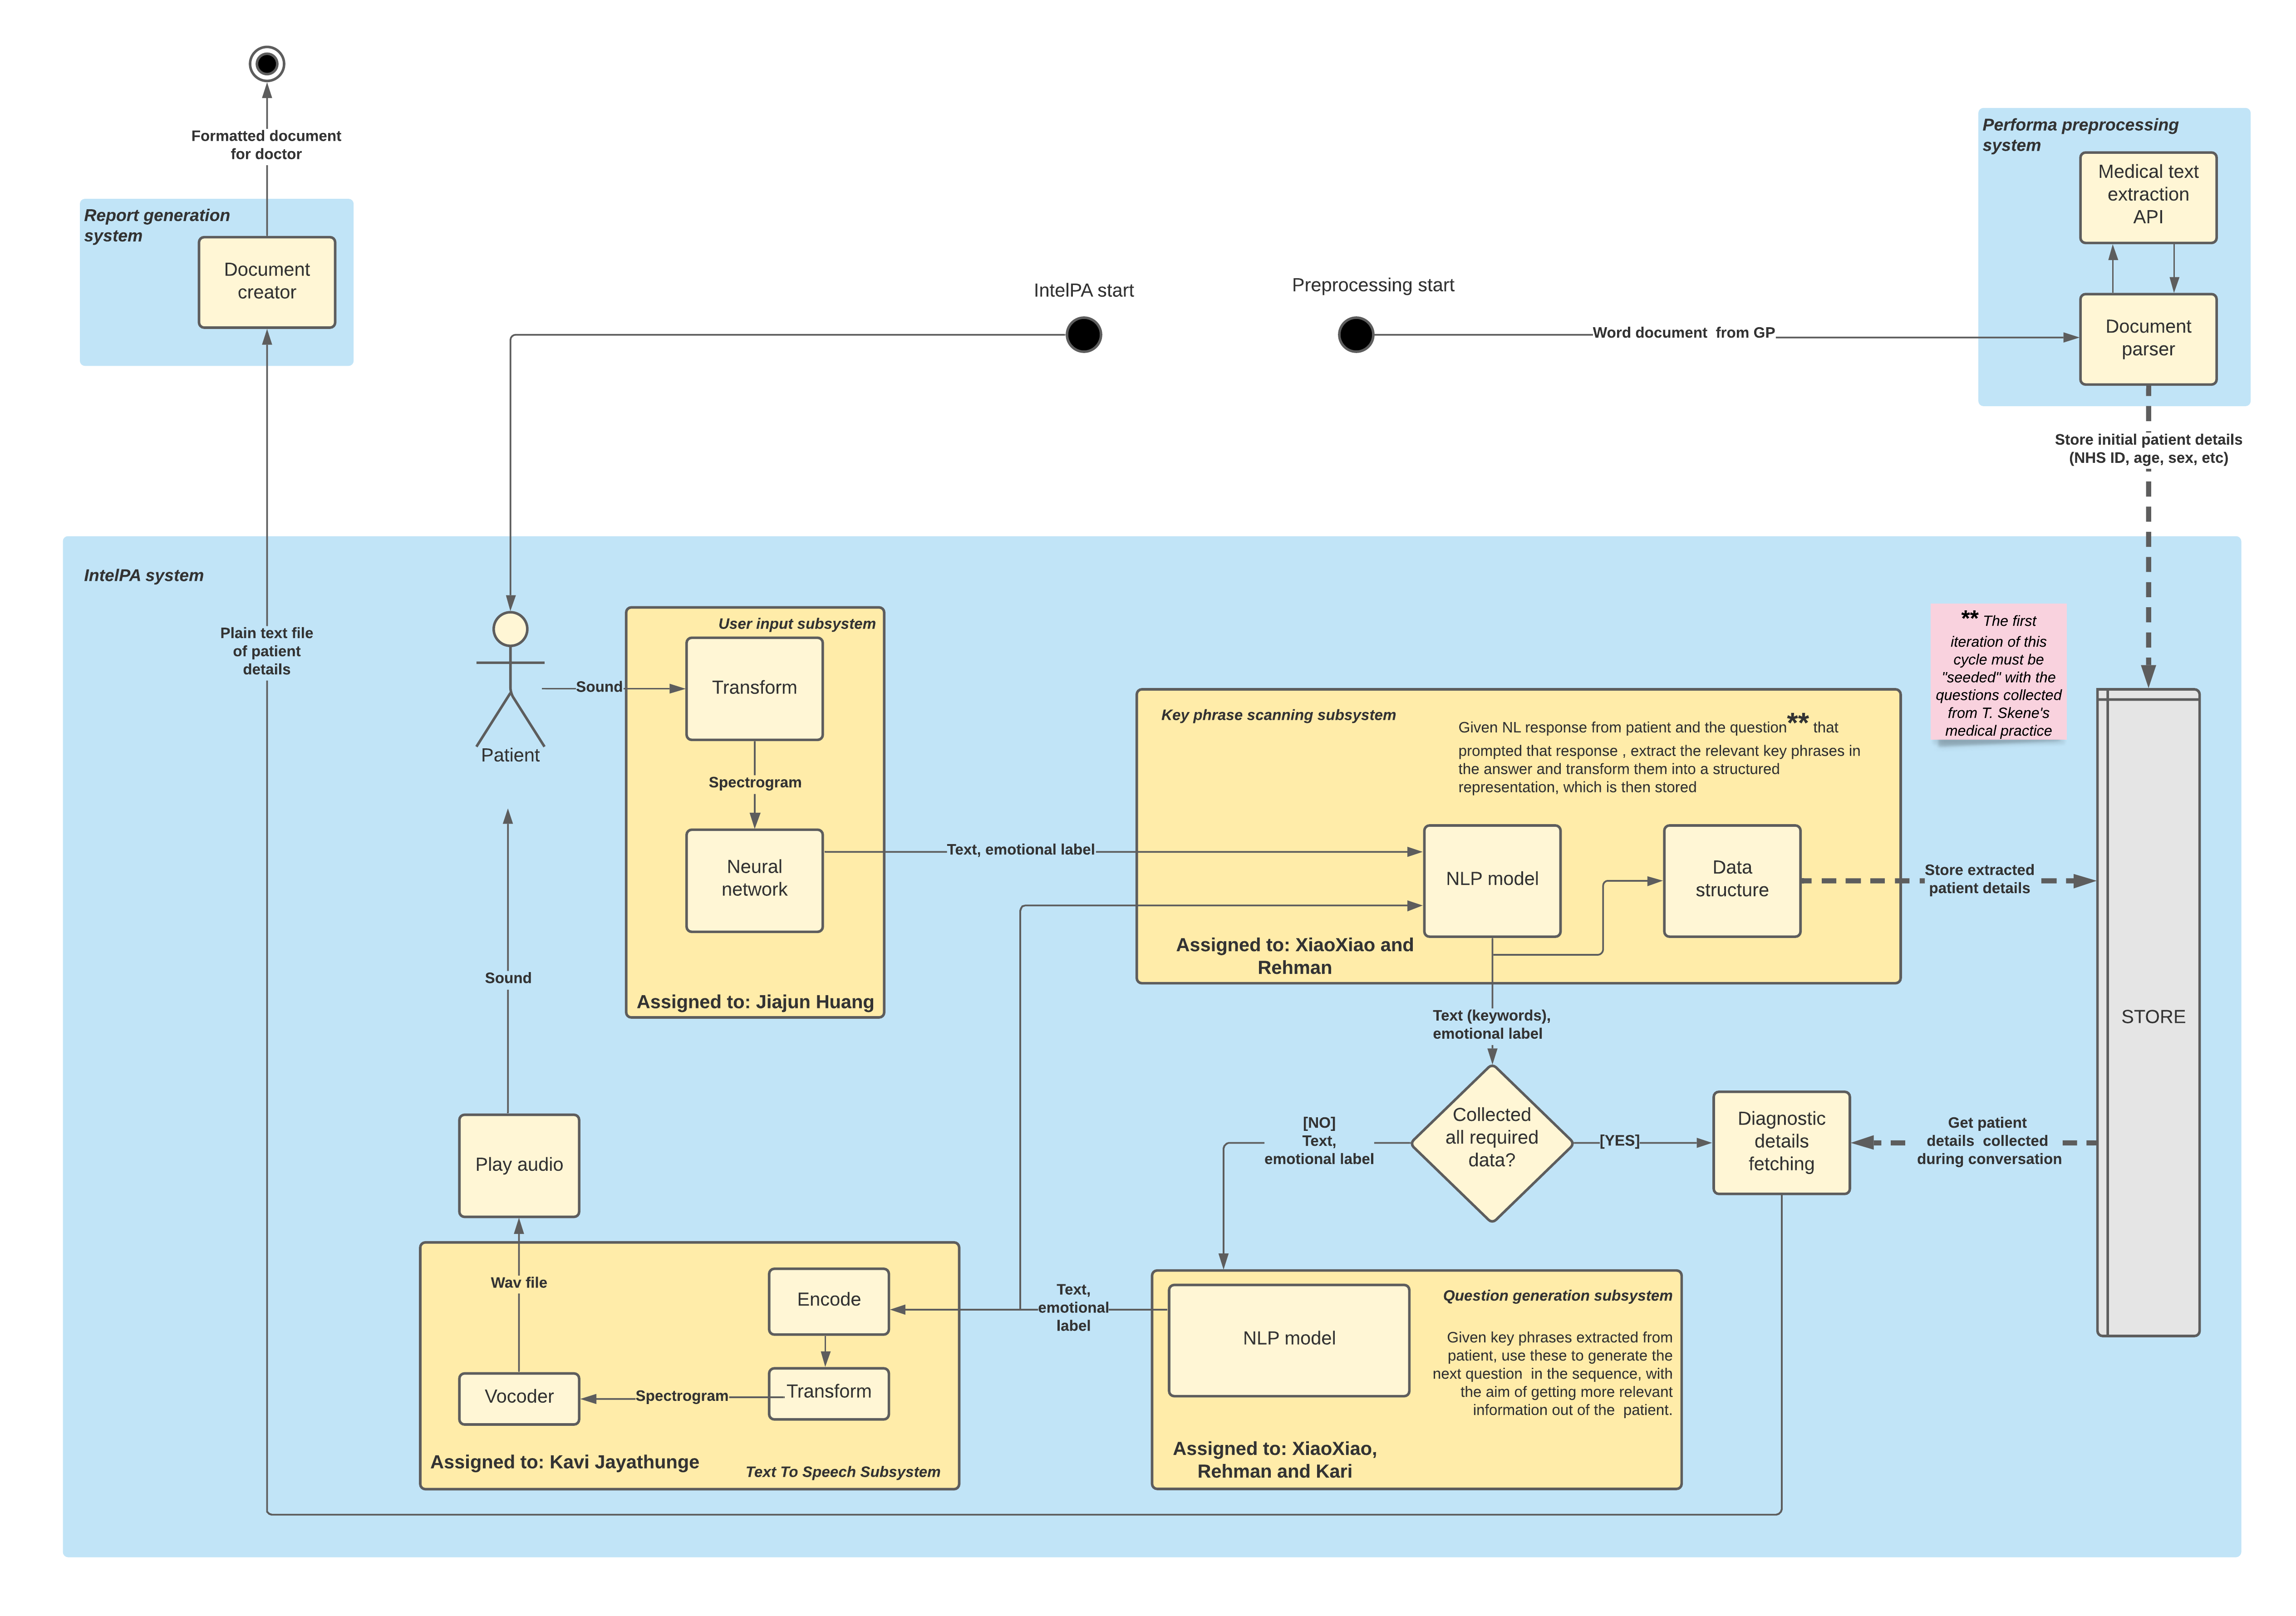 Formatted document
for doctor
Performa preprocessing
system
Medical text
extraction
API
Report generation
system
Document
creator
IntelPA start
Preprocessing start
Word document  from GP
Document
parser
Store initial patient details
(NHS ID, age, sex, etc)
IntelPA system
Plain text file
of patient
details
Patient
Sound
User input subsystem
Transform
Spectrogram
Neural
network
Assigned to: Jiajun Huang
Text, emotional label
Key phrase scanning subsystem
Given NL response from patient and the question** that
prompted that response , extract the relevant key phrases in
the answer and transform them into a structured
representation, which is then stored
NLP model
Data
structure
Assigned to: XiaoXiao and
Rehman
** The first
iteration of this
cycle must be
"seeded" with the
questions collected
from T. Skene's
medical practice
Store extracted
patient details
STORE
Sound
Text (keywords),
emotional label
Collected
all required
data?
[NO]
Text,
emotional label
[YES]
Diagnostic
details
fetching
Get patient
details  collected
during conversation
Play audio
Wav file
Encode
Transform
Spectrogram
Vocoder
Assigned to: Kavi Jayathunge
Text To Speech Subsystem
Text,
emotional
label
NLP model
Question generation subsystem
Given key phrases extracted from
patient, use these to generate the
next question  in the sequence, with
the aim of getting more relevant
information out of the  patient.
Assigned to: XiaoXiao,
Rehman and Kari